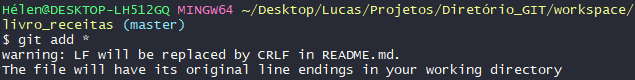 Hélen@DESKTOP-LH512GQ MINGW64 ~/Desktop/Lucas/Projetos/Diretório_GIT/workspace/
livro_receitas (master)
$ git add *
warning: LF will be replaced by CRLF in README.md.
The file will have its original line endings in your working directory